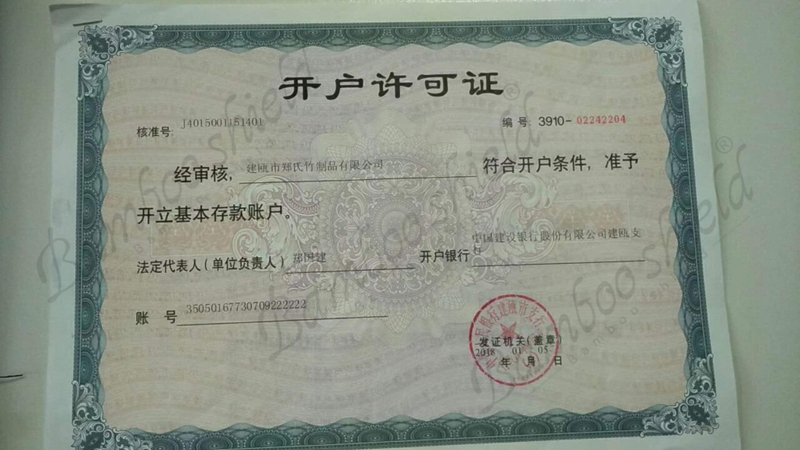 开户许可证
核准号: J4015001151401
编号: 3910-02242204
经审核, 建瓯市郑氏竹制品有限公司 符合开户条件, 准予
开立基本存款账户。
法定代表人(单位负责人) 郑国建 开户银行 中国建设银行股份有限公司建瓯支行
账 号 35050167730709222222
发证机关(盖章)
2018 01 05
年 月 日
Bamboo shield
Bamboo shield
Bamboo shield